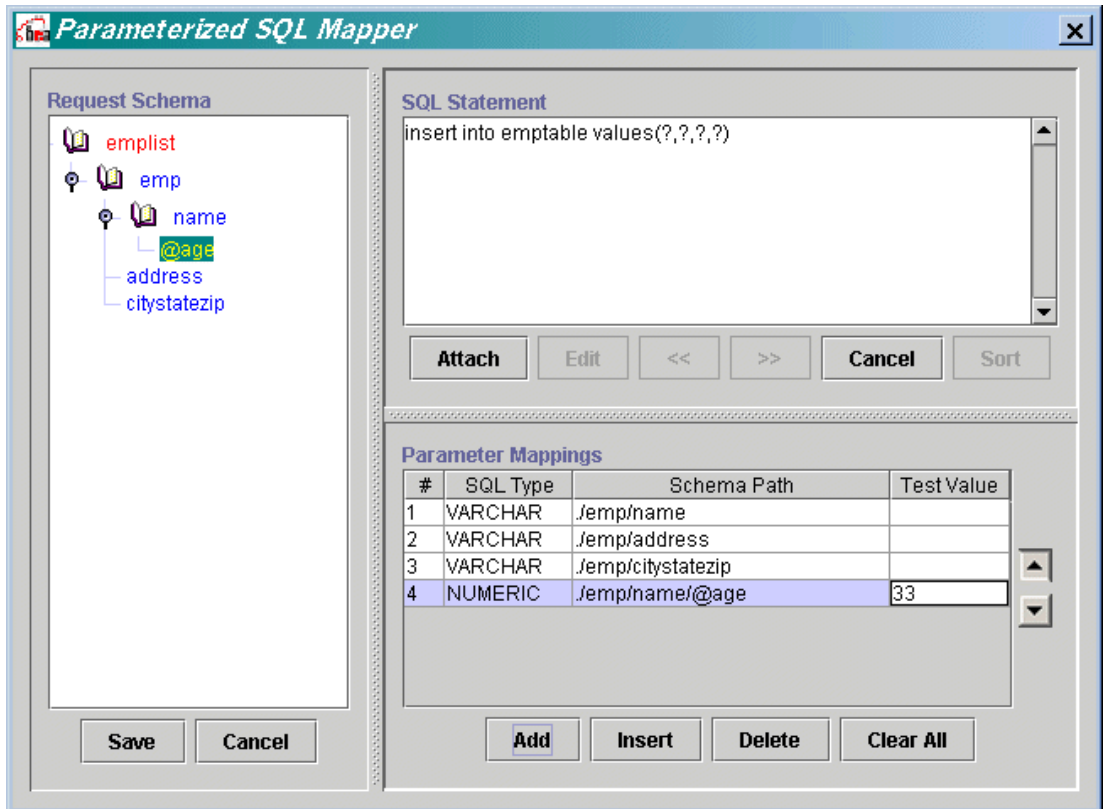 bea Parameterized SQL Mapper
Request Schema
emplist
emp
name
@age
address
citystatezip
Save Cancel
SQL Statement
insert into emptable values(?,?,?,?)
Attach Edit << >> Cancel Sort
Parameter Mappings
# SQL Type Schema Path Test Value
1 VARCHAR ./emp/name
2 VARCHAR ./emp/address
3 VARCHAR ./emp/citystatezip
4 NUMERIC ./emp/name/@age 33
Add Insert Delete Clear All